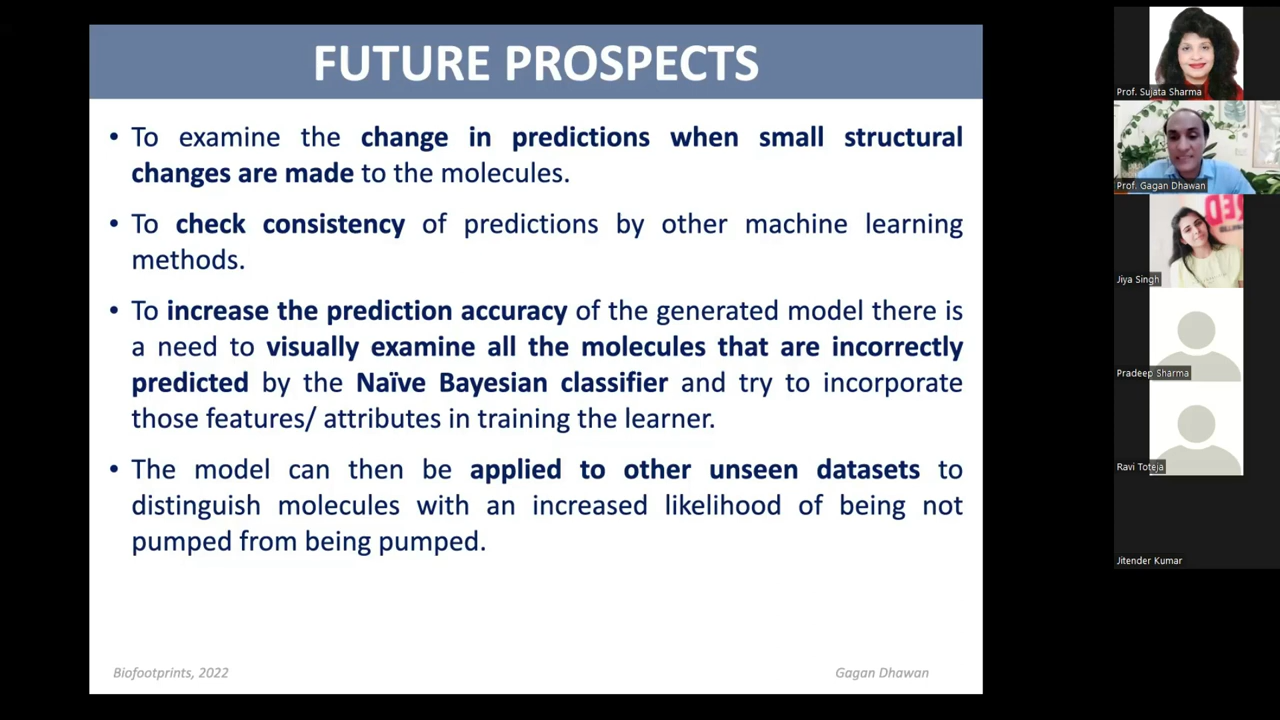 FUTURE PROSPECTS
• To examine the change in predictions when small structural
changes are made to the molecules.
• To check consistency of predictions by other machine learning
methods.
• To increase the prediction accuracy of the generated model there is
a need to visually examine all the molecules that are incorrectly
predicted by the Naïve Bayesian classifier and try to incorporate
those features/ attributes in training the learner.
• The model can then be applied to other unseen datasets to
distinguish molecules with an increased likelihood of being not
pumped from being pumped.
Biofootprints, 2022
Gagan Dhawan
Prof. Sujata Sharma
Prof. Gagan Dhawan
Jiya Singh
Pradeep Sharma
Ravi Toteja
Jitender Kumar